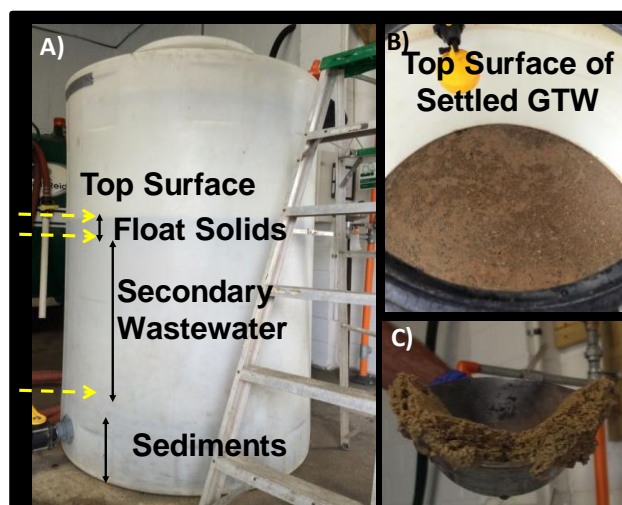 A)
Top Surface
Float Solids
Secondary
Wastewater
Sediments
B)
Top Surface of
Settled GTW
C)